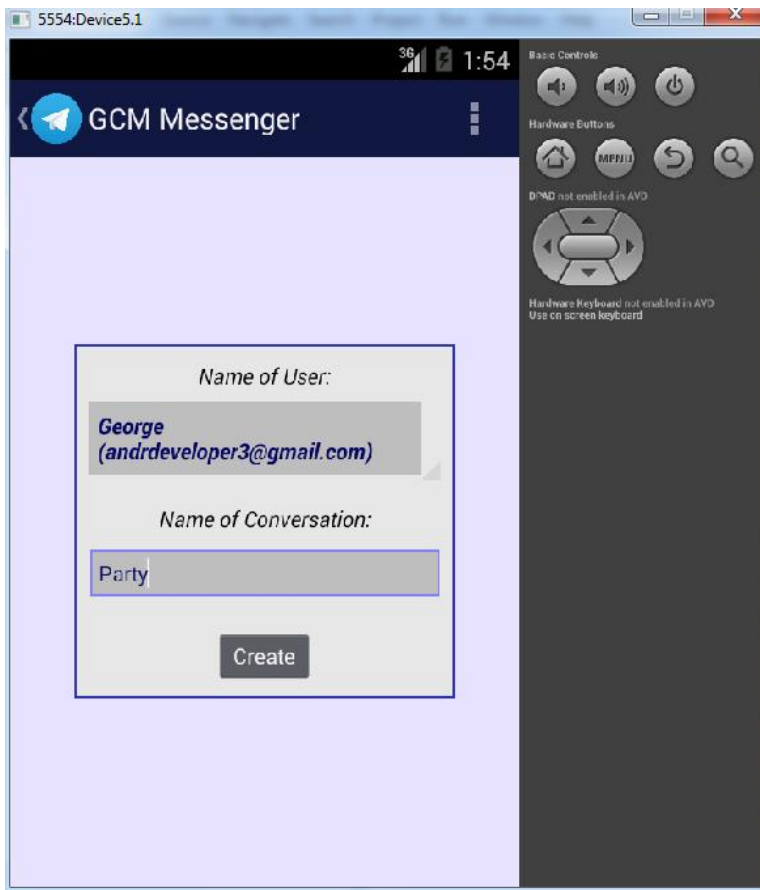 5554:Device5.1
3G 1:54
GCM Messenger
Name of User:
George
(andrdeveloper3@gmail.com)
Name of Conversation:
Party
Create
Basic Controls
Hardware Buttons
MENU
DPAD not enabled in AVD
Hardware Keyboard not enabled in AVD
Use on screen keyboard